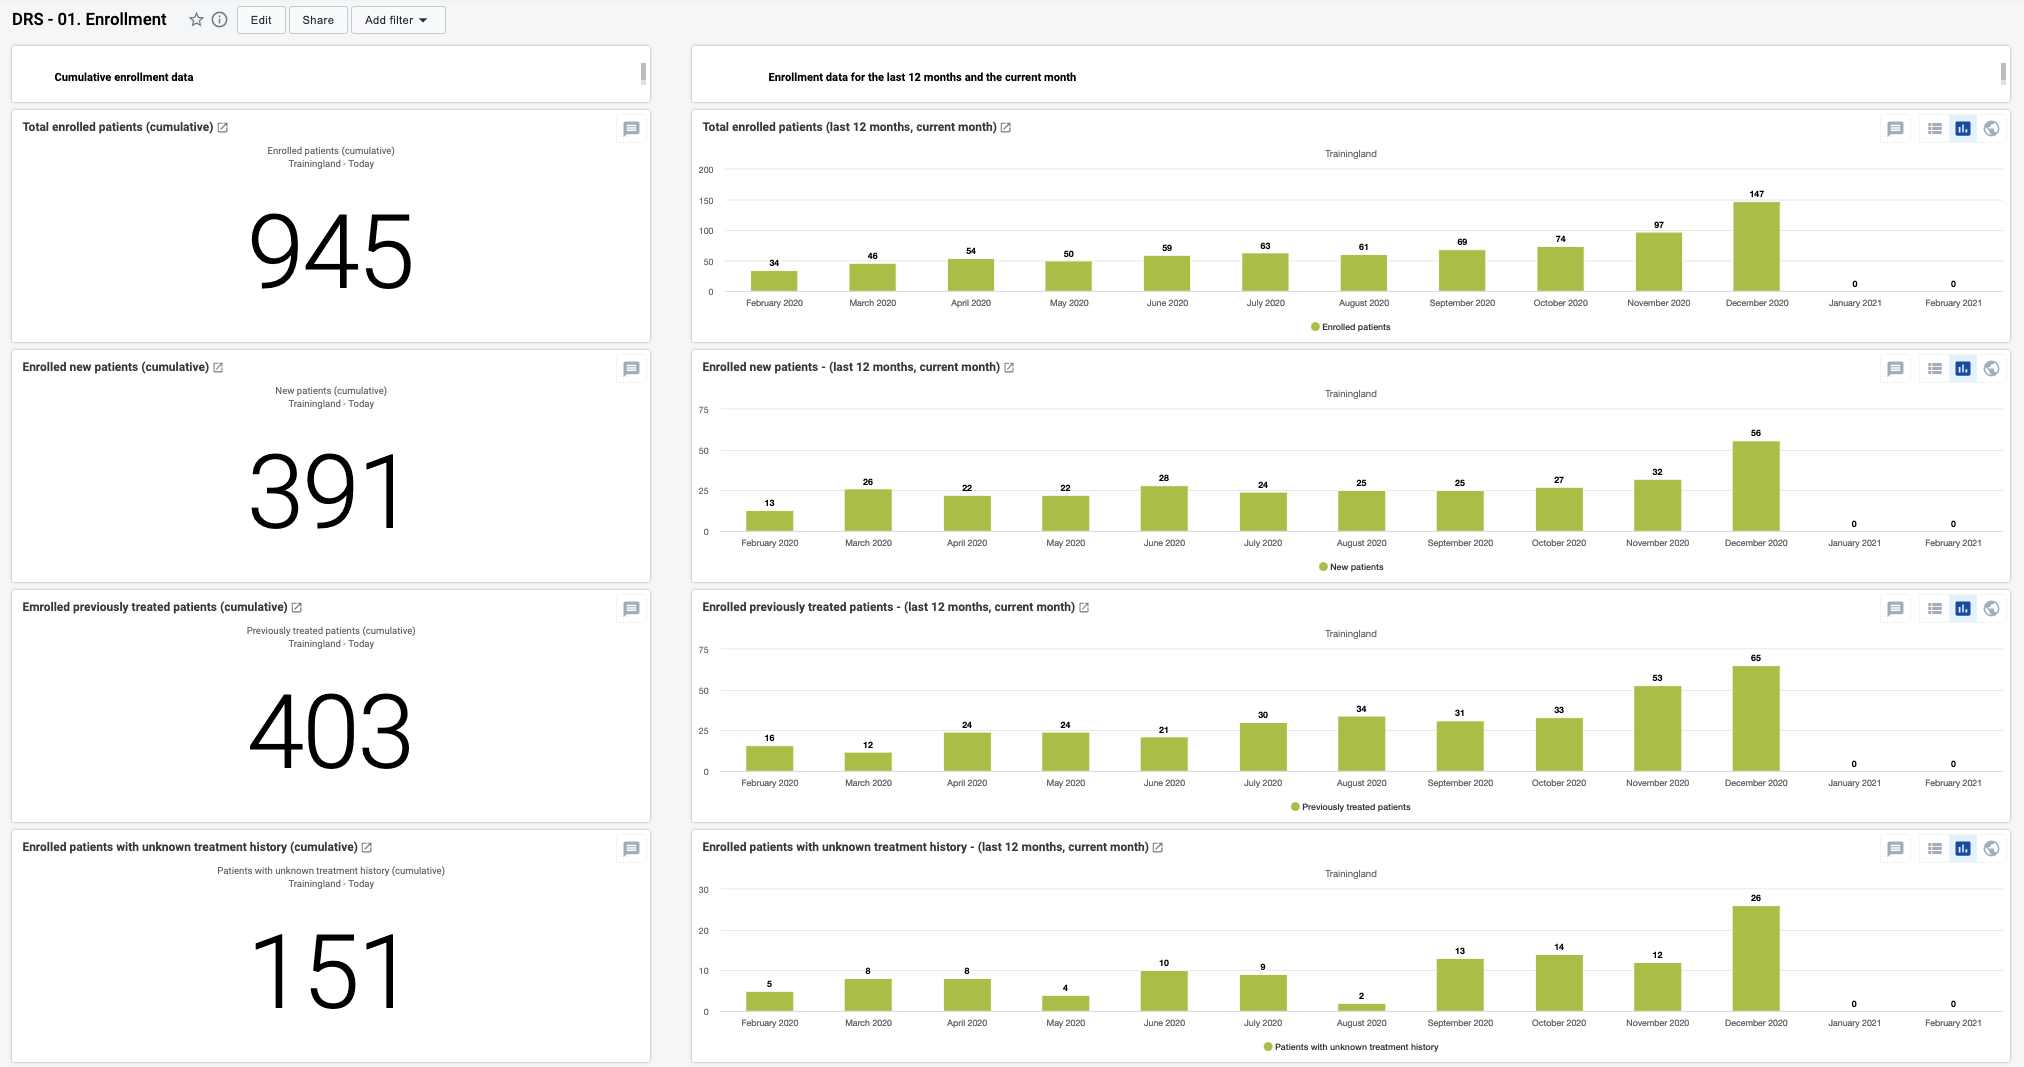 DRS - 01. Enrollment
Edit
Share
Add filter
Cumulative enrollment data
Enrollment data for the last 12 months and the current month
Total enrolled patients (cumulative)
Enrolled patients (cumulative)
Trainingland - Today
945
Total enrolled patients (last 12 months, current month)
Trainingland
200
150
100
50
0
34
46
54
50
59
63
61
69
74
97
147
0
0
February 2020
March 2020
April 2020
May 2020
June 2020
July 2020
August 2020
September 2020
October 2020
November 2020
December 2020
January 2021
February 2021
Enrolled patients
Enrolled new patients (cumulative)
New patients (cumulative)
Trainingland - Today
391
Enrolled new patients - (last 12 months, current month)
Trainingland
75
50
25
0
13
26
22
22
28
24
25
25
27
32
56
0
0
February 2020
March 2020
April 2020
May 2020
June 2020
July 2020
August 2020
September 2020
October 2020
November 2020
December 2020
January 2021
February 2021
New patients
Emrolled previously treated patients (cumulative)
Previously treated patients (cumulative)
Trainingland - Today
403
Enrolled previously treated patients - (last 12 months, current month)
Trainingland
75
50
25
0
16
12
24
24
21
30
34
31
33
53
65
0
0
February 2020
March 2020
April 2020
May 2020
June 2020
July 2020
August 2020
September 2020
October 2020
November 2020
December 2020
January 2021
February 2021
Previously treated patients
Enrolled patients with unknown treatment history (cumulative)
Patients with unknown treatment history (cumulative)
Trainingland - Today
151
Enrolled patients with unknown treatment history - (last 12 months, current month)
Trainingland
30
20
10
0
5
8
8
4
10
9
2
13
14
12
26
0
0
February 2020
March 2020
April 2020
May 2020
June 2020
July 2020
August 2020
September 2020
October 2020
November 2020
December 2020
January 2021
February 2021
Patients with unknown treatment history